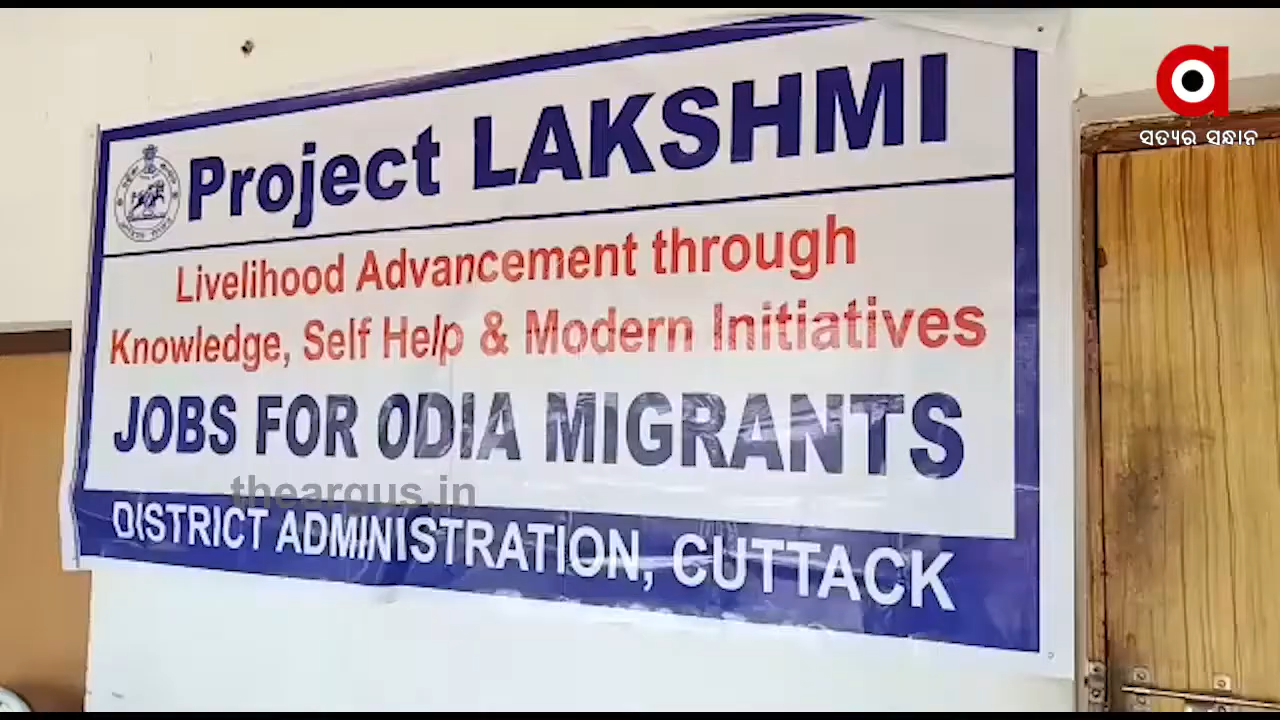 Project LAKSHMI
Livelihood Advancement through
Knowledge, Self Help & Modern Initiatives
JOBS FOR ODIA MIGRANTS
DISTRICT ADMINISTRATION, CUTTACK
theargus.in
a
ସତ୍ୟର ସନ୍ଧାନ